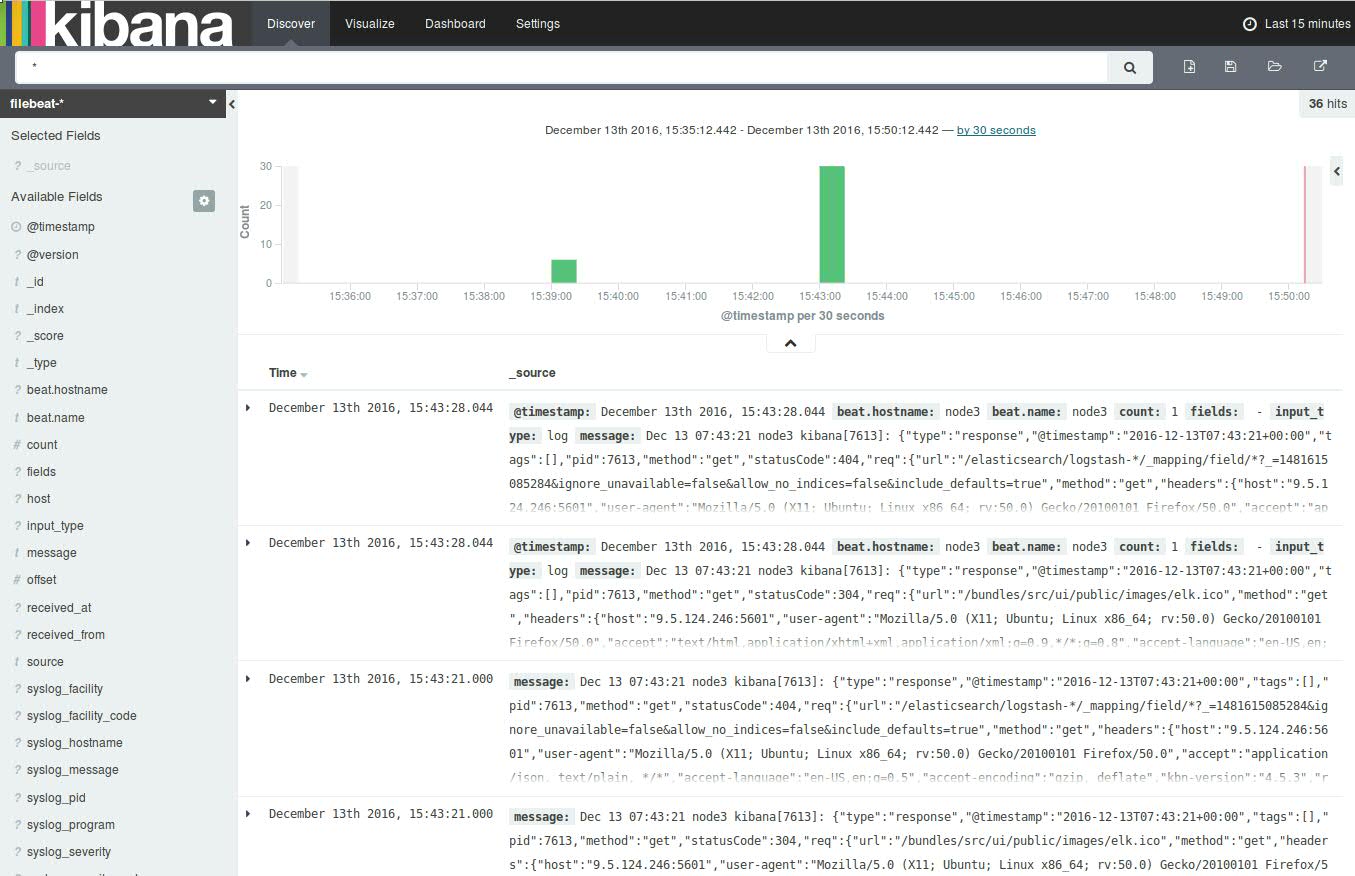 kibana
Discover
Visualize
Dashboard
Settings
Last 15 minutes
*
filebeat-*
36 hits
Selected Fields
? _source
Available Fields
@timestamp
? @version
t _id
t _index
? _score
t _type
? beat.hostname
t beat.name
# count
? fields
? host
? input_type
t message
# offset
? received_at
? received_from
t source
? syslog_facility
? syslog_facility_code
? syslog_hostname
? syslog_message
? syslog_pid
? syslog_program
? syslog_severity
December 13th 2016, 15:35:12.442 - December 13th 2016, 15:50:12.442 — by 30 seconds
Count
30
20
10
0
15:36:00 15:37:00 15:38:00 15:39:00 15:40:00 15:41:00 15:42:00 15:43:00 15:44:00 15:45:00 15:46:00 15:47:00 15:48:00 15:49:00 15:50:00
@timestamp per 30 seconds
Time _source
December 13th 2016, 15:43:28.044
@timestamp: December 13th 2016, 15:43:28.044 beat.hostname: node3 beat.name: node3 count: 1 fields: - input_t
ype: log message: Dec 13 07:43:21 node3 kibana[7613]: {"type":"response","@timestamp":"2016-12-13T07:43:21+00:00","t
ags":[],"pid":7613,"method":"get","statusCode":404,"req":{"url":"/elasticsearch/logstash-*/_mapping/field/*?_=1481615
085284&ignore_unavailable=false&allow_no_indices=false&include_defaults=true","method":"get","headers":{"host":"9.5.1
24.246:5601","user-agent":"Mozilla/5.0 (X11; Ubuntu; Linux x86_64; rv:50.0) Gecko/20100101 Firefox/50.0","accept":"ap
December 13th 2016, 15:43:28.044
@timestamp: December 13th 2016, 15:43:28.044 beat.hostname: node3 beat.name: node3 count: 1 fields: - input_t
ype: log message: Dec 13 07:43:21 node3 kibana[7613]: {"type":"response","@timestamp":"2016-12-13T07:43:21+00:00","t
ags":[],"pid":7613,"method":"get","statusCode":304,"req":{"url":"/bundles/src/ui/public/images/elk.ico","method":"get
","headers":{"host":"9.5.124.246:5601","user-agent":"Mozilla/5.0 (X11; Ubuntu; Linux x86_64; rv:50.0) Gecko/20100101
Firefox/50.0","accept":"text/html,application/xhtml+xml,application/xml;q=0.9,*/*;q=0.8","accept-language":"en-US,en;
December 13th 2016, 15:43:21.000
message: Dec 13 07:43:21 node3 kibana[7613]: {"type":"response","@timestamp":"2016-12-13T07:43:21+00:00","tags":[],"
pid":7613,"method":"get","statusCode":404,"req":{"url":"/elasticsearch/logstash-*/_mapping/field/*?_=1481615085284&ig
nore_unavailable=false&allow_no_indices=false&include_defaults=true","method":"get","headers":{"host":"9.5.124.246:56
01","user-agent":"Mozilla/5.0 (X11; Ubuntu; Linux x86_64; rv:50.0) Gecko/20100101 Firefox/50.0","accept":"application
/json, text/plain, */*","accept-language":"en-US,en;q=0.5","accept-encoding":"gzip, deflate","kbn-version":"4.5.3","r
December 13th 2016, 15:43:21.000
message: Dec 13 07:43:21 node3 kibana[7613]: {"type":"response","@timestamp":"2016-12-13T07:43:21+00:00","tags":[],"
pid":7613,"method":"get","statusCode":304,"req":{"url":"/bundles/src/ui/public/images/elk.ico","method":"get","header
s":{"host":"9.5.124.246:5601","user-agent":"Mozilla/5.0 (X11; Ubuntu; Linux x86_64; rv:50.0) Gecko/20100101 Firefox/5